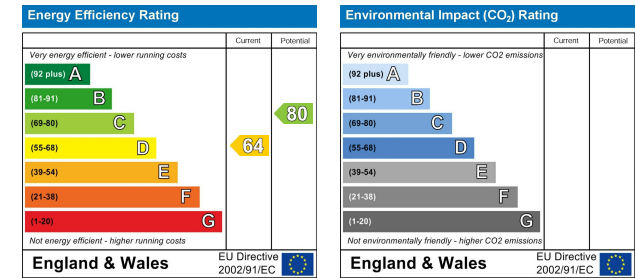 Energy Efficiency Rating
Current Potential
Very energy efficient - lower running costs
(92 plus) A
(81-91) B
(69-80) C
(55-68) D
(39-54) E
(21-38) F
(1-20) G
64
80
Not energy efficient - higher running costs
England & Wales
EU Directive
2002/91/EC
Environmental Impact (CO2) Rating
Current Potential
Very environmentally friendly - lower CO2 emissions
(92 plus) A
(81-91) B
(69-80) C
(55-68) D
(39-54) E
(21-38) F
(1-20) G
Not environmentally friendly - higher CO2 emissions
England & Wales
EU Directive
2002/91/EC